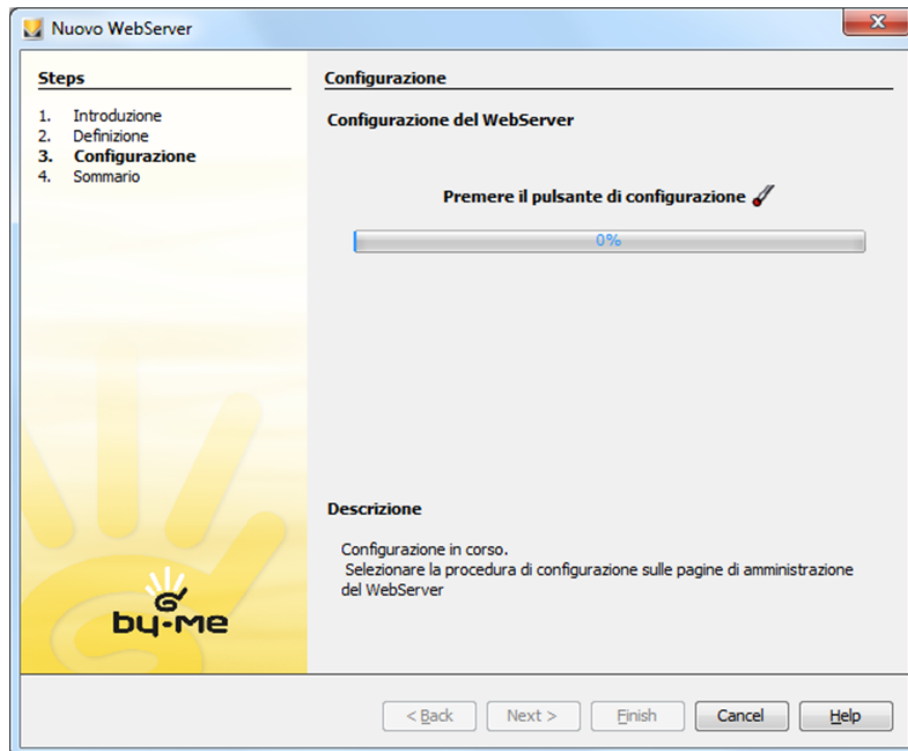 Nuovo WebServer
Steps
1. Introduzione
2. Definizione
3. Configurazione
4. Sommario
Configurazione
Configurazione del WebServer
Premere il pulsante di configurazione
0%
Descrizione
Configurazione in corso.
Selezionare la procedura di configurazione sulle pagine di amministrazione
del WebServer
by-me
< Back
Next >
Finish
Cancel
Help